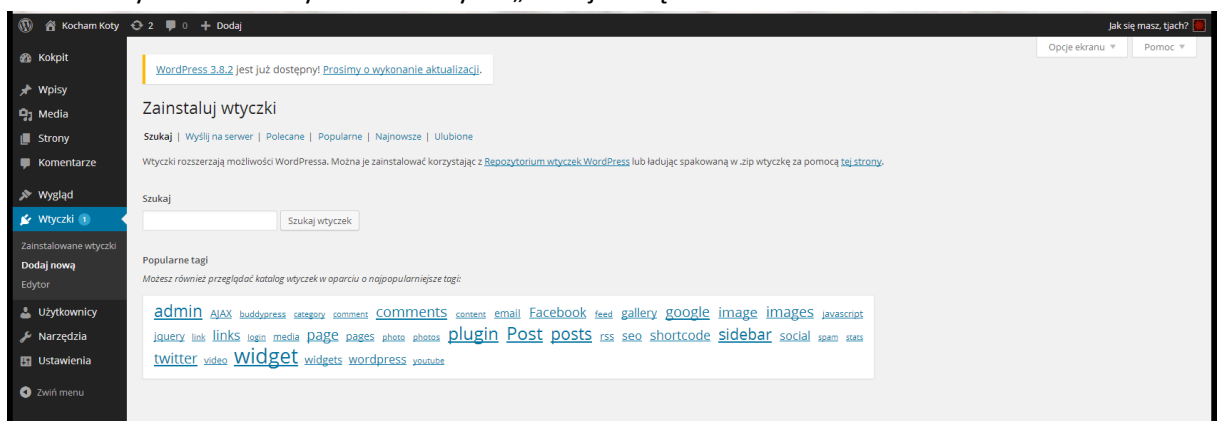 Kocham Koty 2 0 + Dodaj
Jak się masz, tjach?
Opcje ekranu ▼ Pomoc ▼
Kokpit
Wpisy
Media
Strony
Komentarze
Wygląd
Wtyczki 1
Zainstalowane wtyczki
Dodaj nową
Edytor
Użytkownicy
Narzędzia
Ustawienia
Zwiń menu
WordPress 3.8.2 jest już dostępny! Prosimy o wykonanie aktualizacji.
Zainstaluj wtyczki
Szukaj | Wyślij na serwer | Polecane | Popularne | Najnowsze | Ulubione
Wtyczki rozszerzają możliwości WordPressa. Można je zainstalować korzystając z Repozytorium wtyczek WordPress lub ładując spakowaną w .zip wtyczkę za pomocą tej strony.
Szukaj
Szukaj wtyczek
Popularne tagi
Możesz również przeglądać katalog wtyczek w oparciu o najpopularniejsze tagi:
admin AJAX buddypress category comment comments content email Facebook feed gallery google image images javascript
jquery link links login media page pages photo photos plugin Post posts rss seo shortcode sidebar social spam stats
twitter video widget widgets wordpress youtube